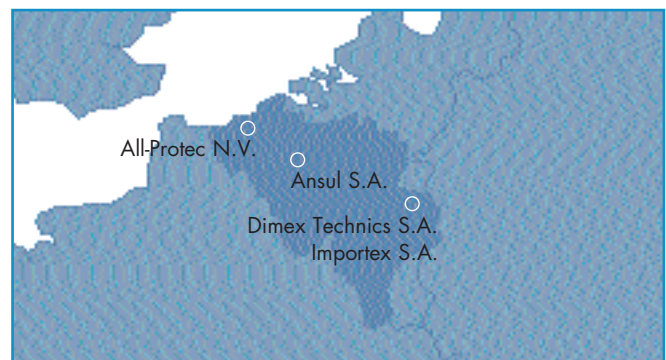 All-Protec N.V.
Ansul S.A.
Dimex Technics S.A.
Importex S.A.